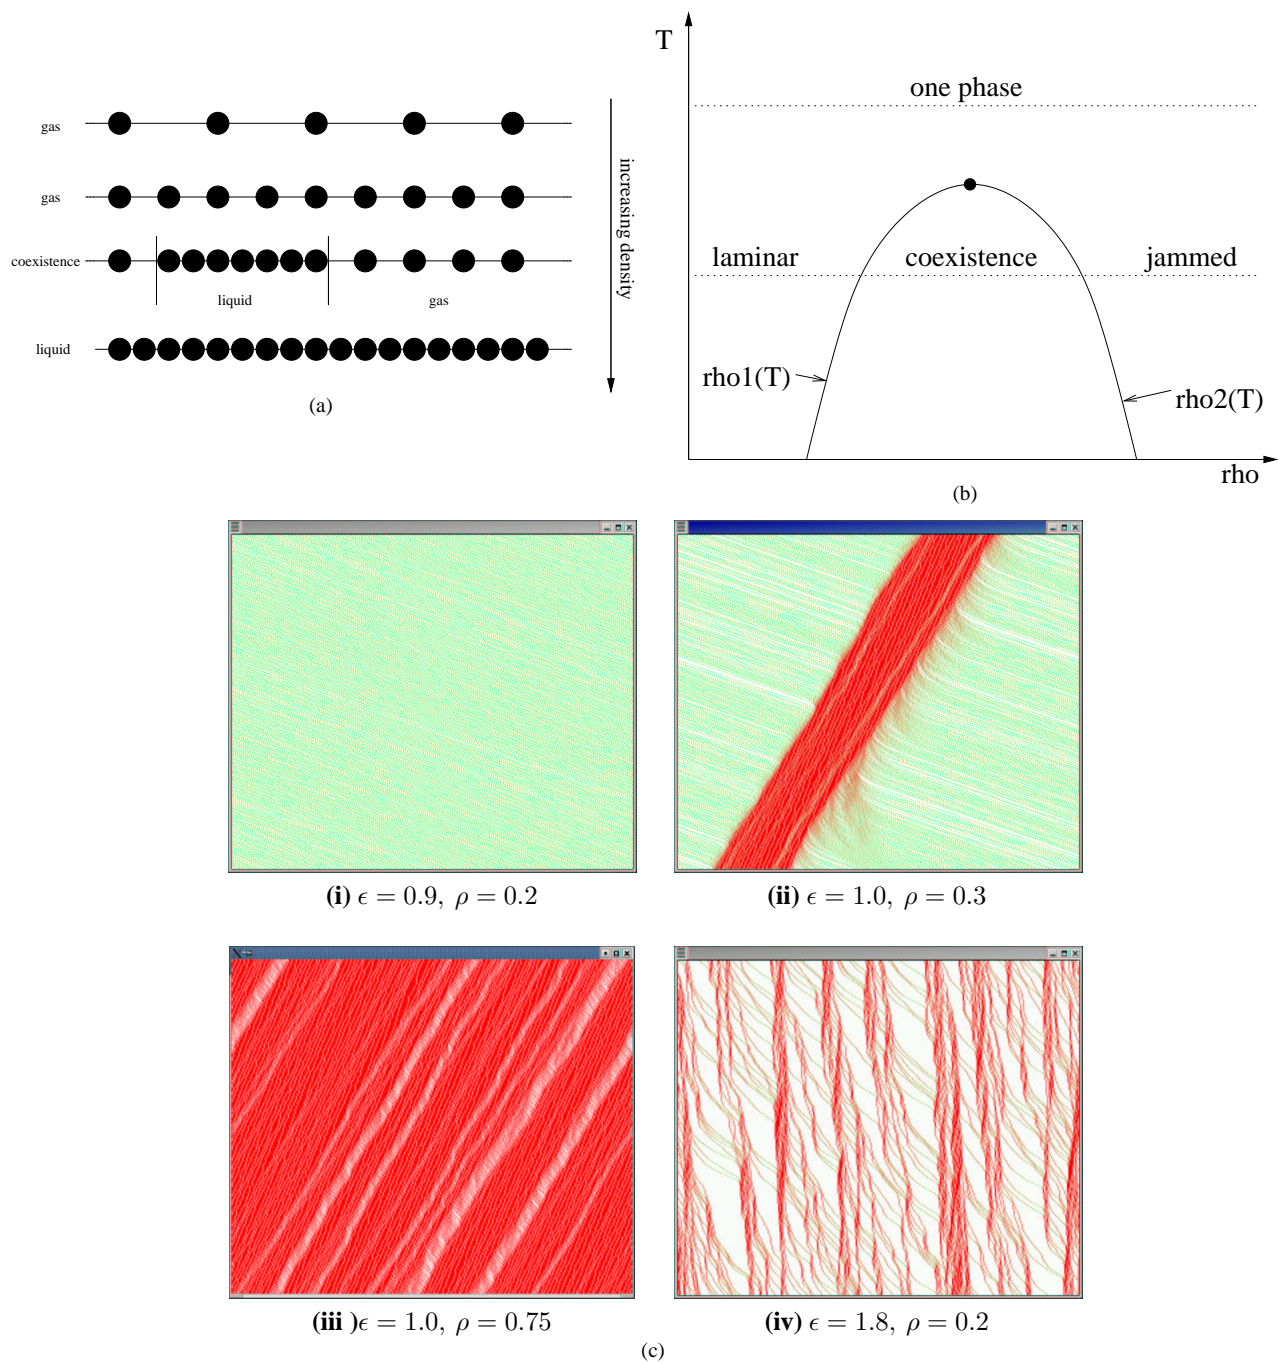 gas
gas
coexistence
liquid
gas
liquid
increasing density
(a)
T
one phase
laminar
coexistence
jammed
rho1(T)
rho2(T)
rho
(b)
(i) ϵ = 0.9, ρ = 0.2
(ii) ϵ = 1.0, ρ = 0.3
X
(iii )ϵ = 1.0, ρ = 0.75
(iv) ϵ = 1.8, ρ = 0.2
(c)